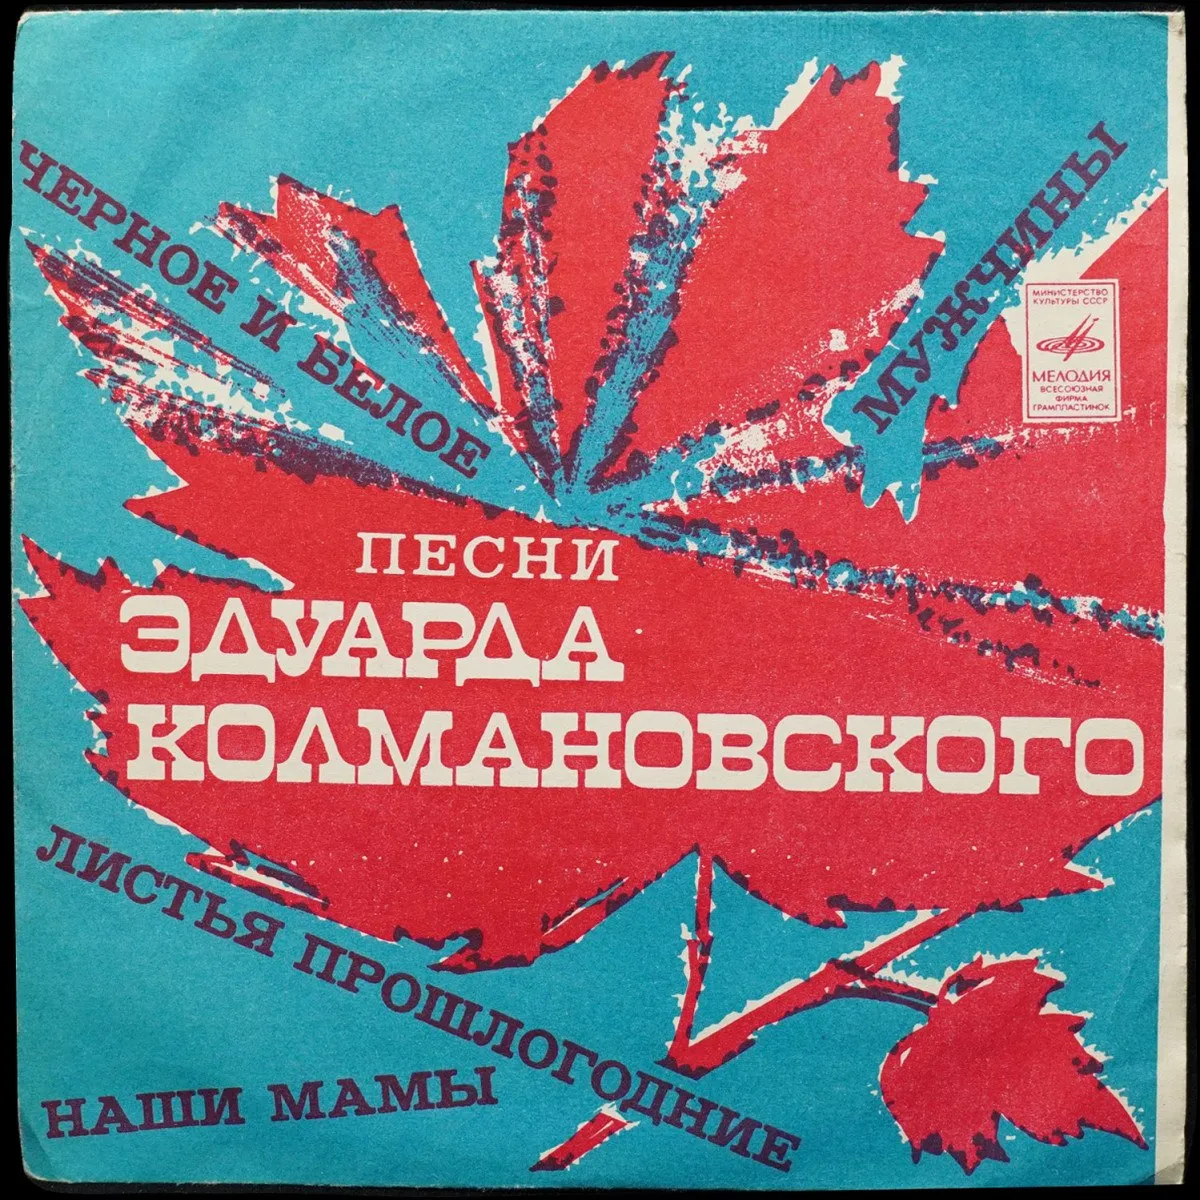 ЧЕРНОЕ И БЕЛОЕ
МУЖЧИНЫ
МИНИСТЕРСТВО
КУЛЬТУРЫ СССР
МЕЛОДИЯ
ВСЕСОЮЗНАЯ
ФИРМА
ГРАМПЛАСТИНОК
ПЕСНИ
ЭДУАРДА
КОЛМАНОВСКОГО
ЛИСТЬЯ ПРОШЛОГОДНИЕ
НАШИ МАМЫ